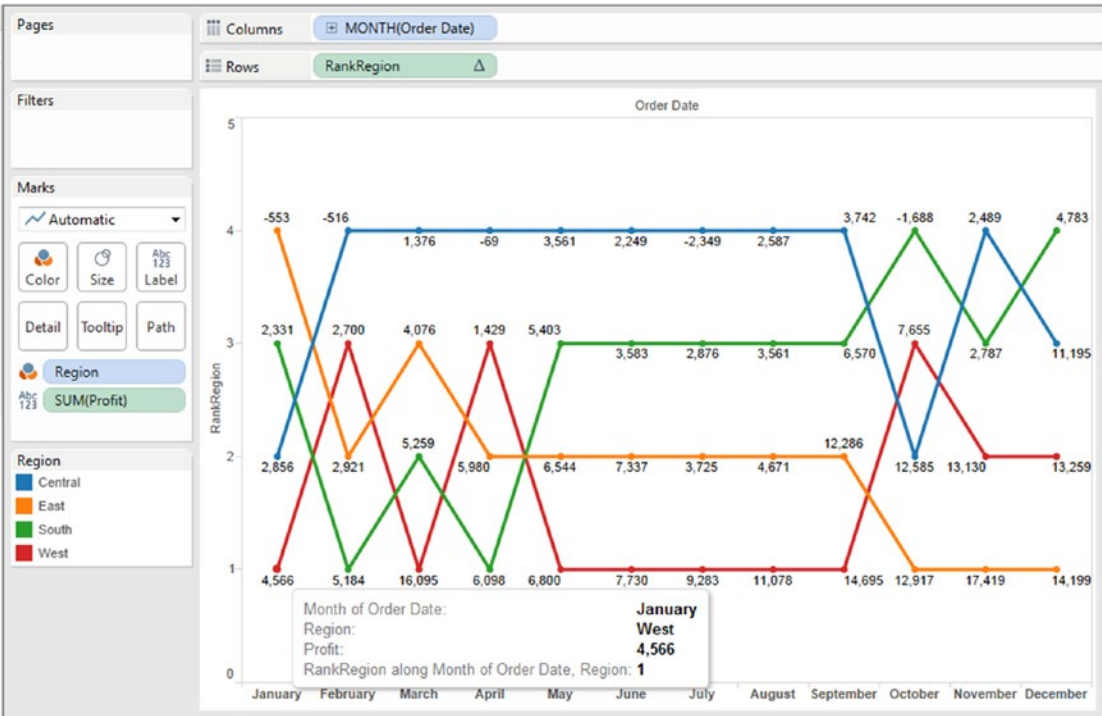 Pages
Columns
MONTH(Order Date)
Rows
RankRegion Δ
Filters
Marks
Automatic
Color
Size
Abc
123
Label
Detail
Tooltip
Path
Region
Abc
123
SUM(Profit)
Region
Central
East
South
West
Order Date
RankRegion
5
-553 -516 3,742 -1,688 2,489 4,783
4
1,376 -69 3,561 2,249 -2,349 2,587
2,331 2,700 4,076 1,429 5,403 7,655
3
3,583 2,876 3,561 6,570 2,787 11,195
5,259 12,286
2
2,856 2,921 5,980 6,544 7,337 3,725 4,671 12,585 13,130 13,259
1
4,566 5,184 16,095 6,098 6,800 7,730 9,283 11,078 14,695 12,917 17,419 14,199
Month of Order Date: January
Region: West
Profit: 4,566
RankRegion along Month of Order Date, Region: 1
0
January February March April May June July August September October November December